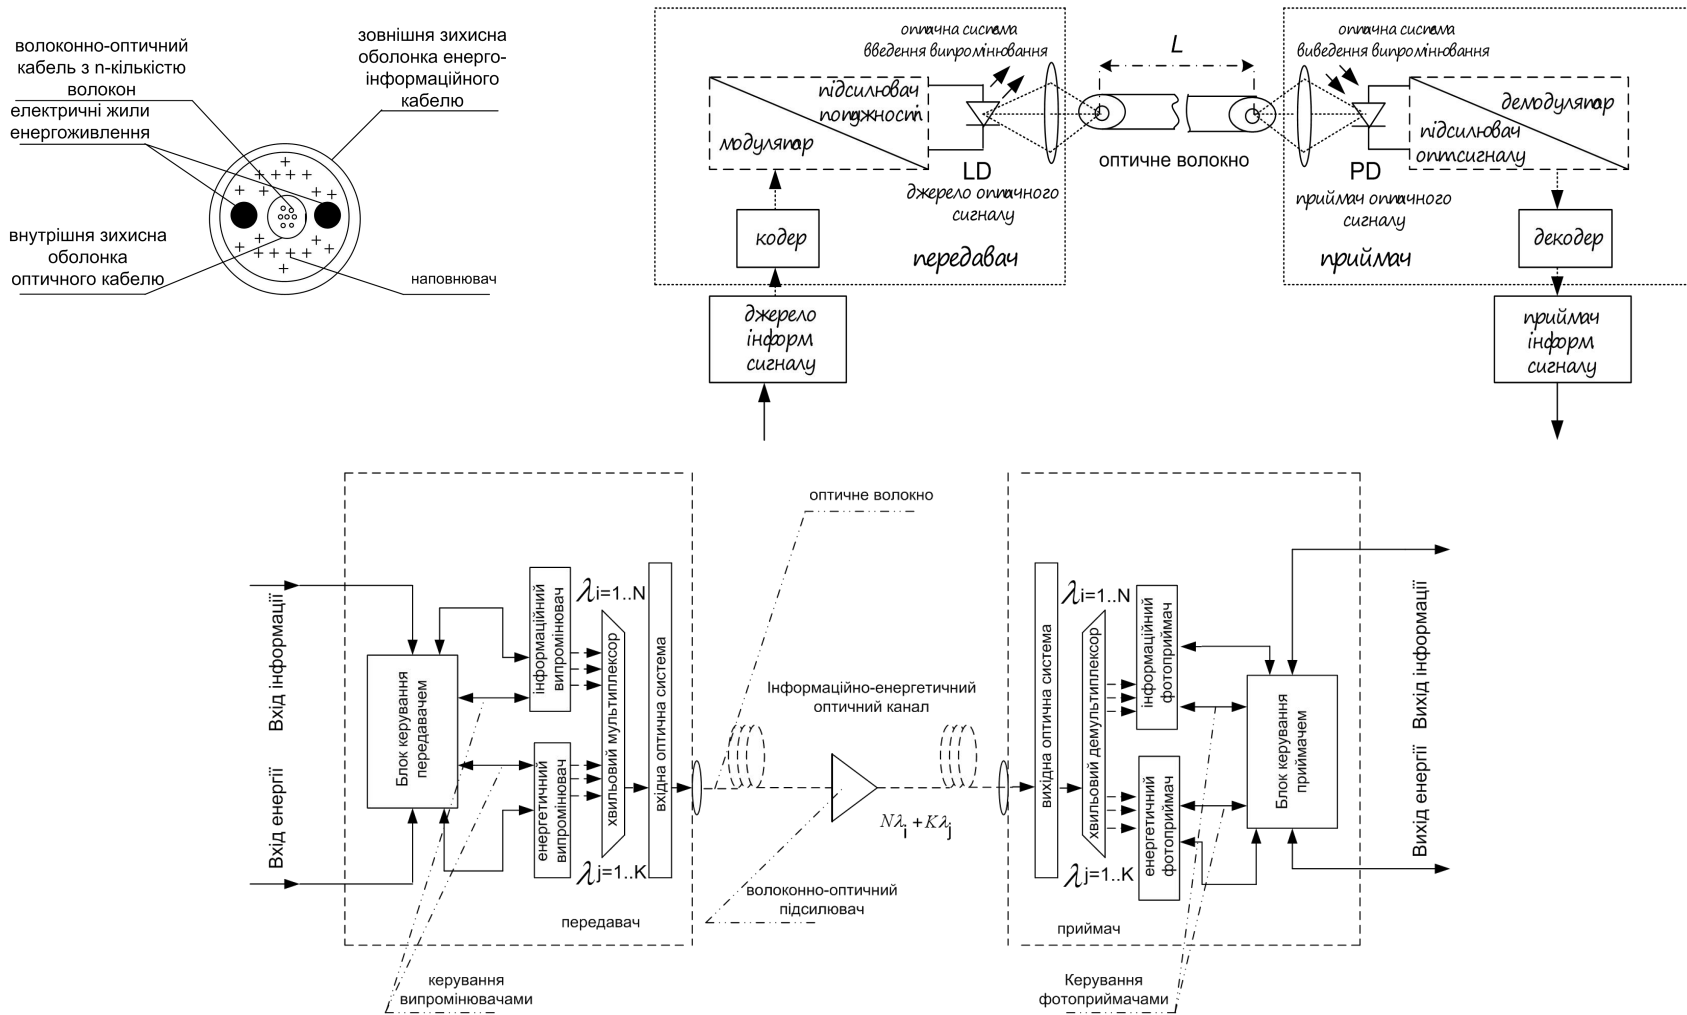 волоконно-оптичний
кабель з n-кількістю
волокон
електричні жили
енергоживлення
зовнішня зихисна
оболонка енерго-
інформаційного
кабелю
внутрішня зихисна
оболонка
оптичного кабелю
наповнювач
оптична система
введення випромінювання
підсилювач
потужності
модулятор
LD
джерело оптичного
сигналу
кодер
передавач
джерело
інформ
сигналу
L
оптичне волокно
оптична система
виведення випромінювання
демодулятор
підсилювач
оптсигналу
PD
приймач оптичного
сигналу
декодер
приймач
приймач
інформ
сигналу
оптичне волокно
Вхід інформації
Вхід енергії
Блок керування
передавачем
інформаційний
випромінювач
енергетичний
випромінювач
λi=1..N
хвильовий мультиплексор
λj=1..K
вхідна оптична система
передавач
керування
випромінювачами
Інформаційно-енергетичний
оптичний канал
Nλi + Kλj
волоконно-оптичний
підсилювач
вихідна оптична система
λi=1..N
хвильовий демультиплексор
λj=1..K
інформаційний
фотоприймач
енергетичний
фотоприймач
Блок керування
приймачем
Вихід інформації
Вихід енергії
приймач
Керування
фотоприймачами